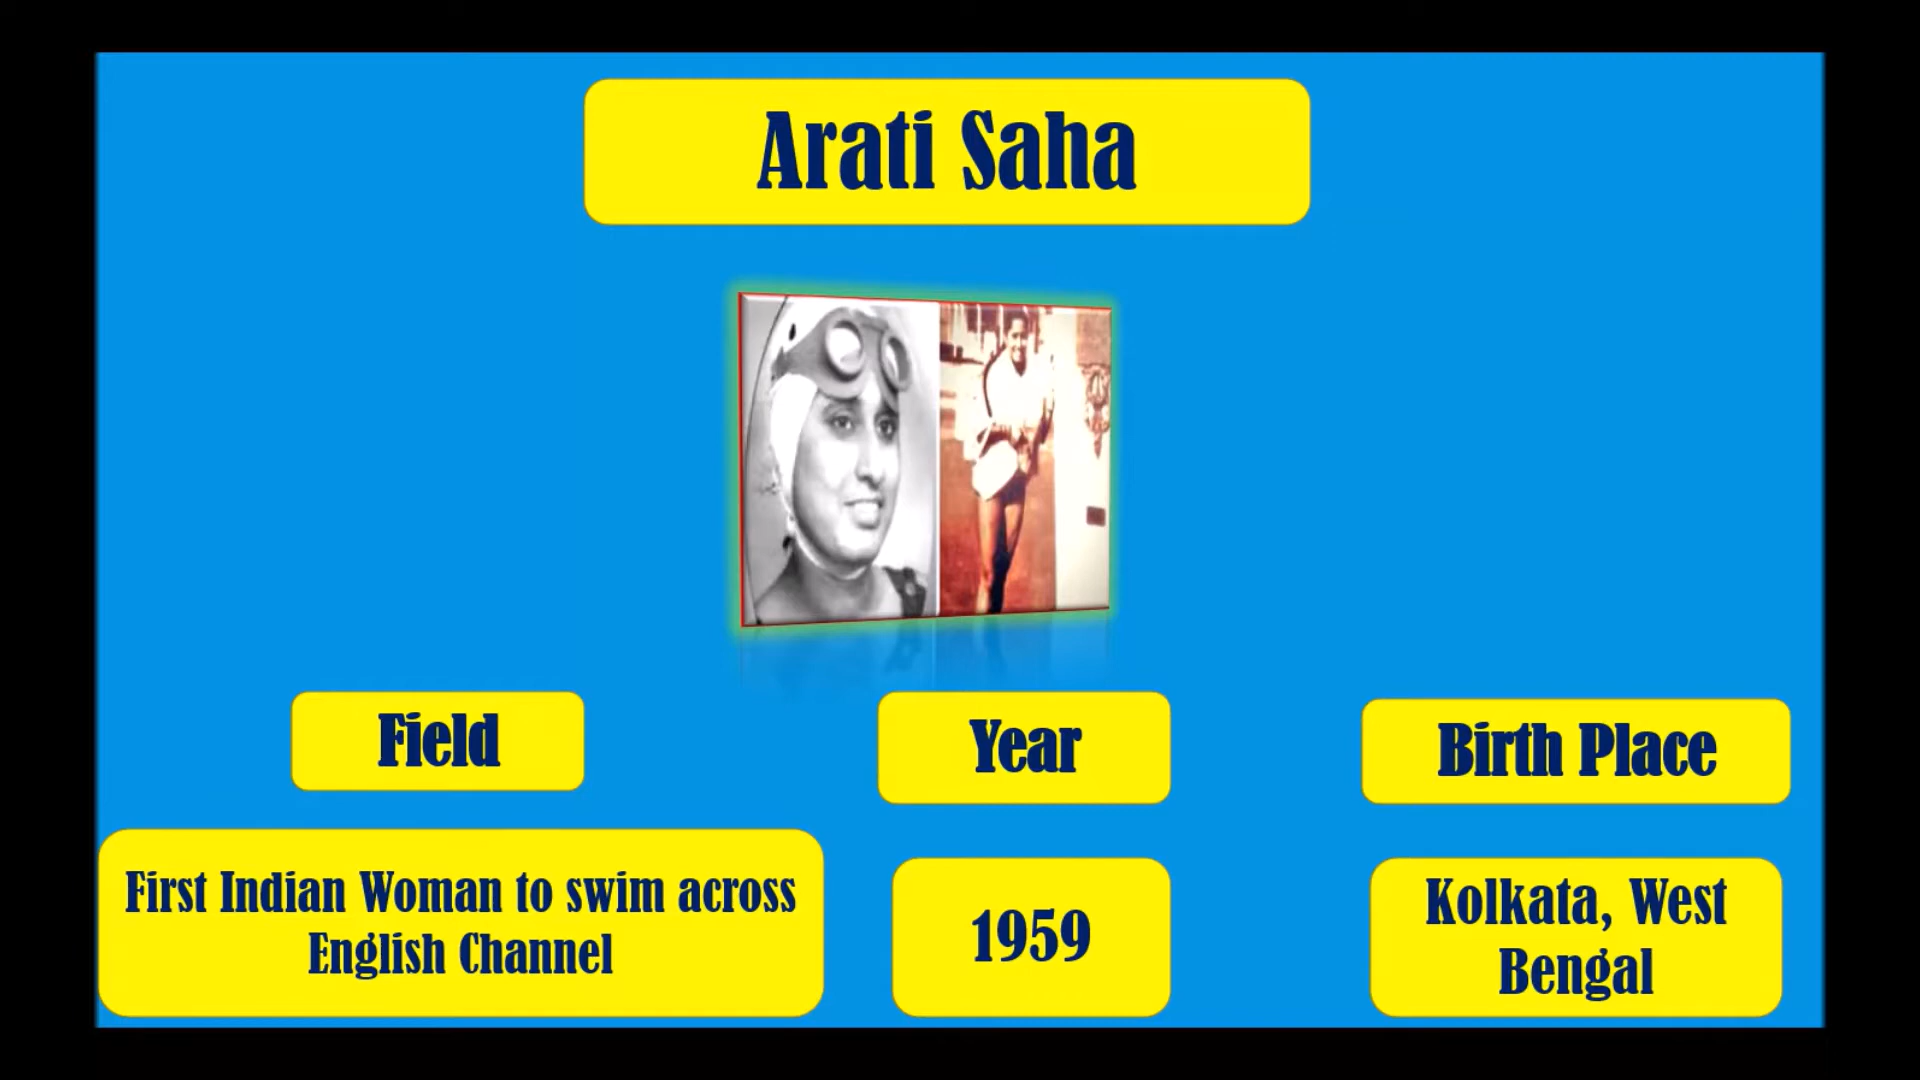 Arati Saha
Field
Year
Birth Place
First Indian Woman to swim across
English Channel
1959
Kolkata, West
Bengal